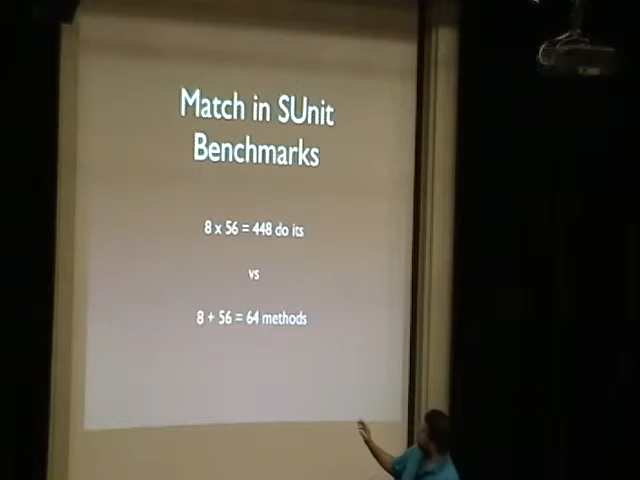 Match in SUnit
Benchmarks
8 x 56 = 448 do its
vs
8 + 56 = 64 methods